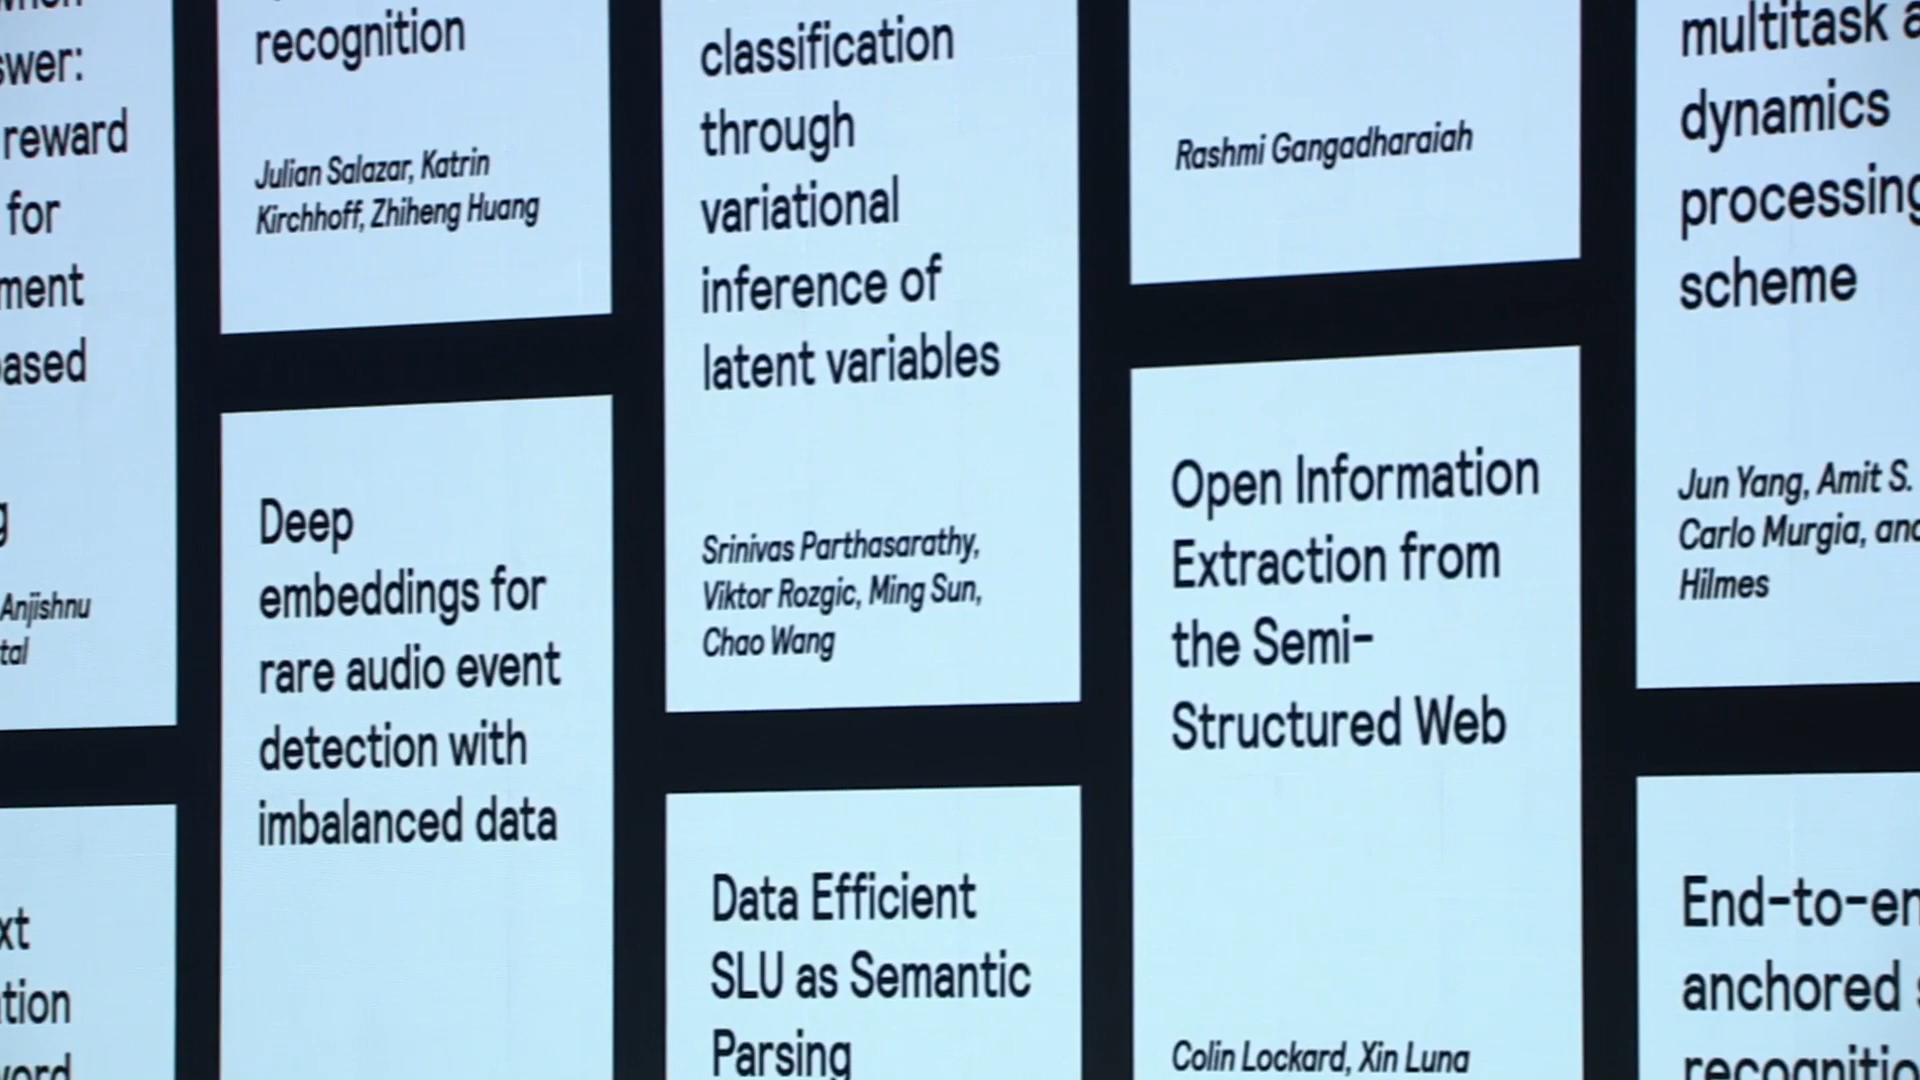 swer:
reward
for
ment
ased
g
Anjishnu
tal
xt
tion
word
recognition
Julian Salazar, Katrin
Kirchhoff, Zhiheng Huang
Deep
embeddings for
rare audio event
detection with
imbalanced data
classification
through
variational
inference of
latent variables
Srinivas Parthasarathy,
Viktor Rozgic, Ming Sun,
Chao Wang
Data Efficient
SLU as Semantic
Parsing
Rashmi Gangadharaiah
Open Information
Extraction from
the Semi-
Structured Web
Colin Lockard, Xin Luna
multitask a
dynamics
processing
scheme
Jun Yang, Amit S.
Carlo Murgia, and
Hilmes
End-to-en
anchored s
recognitio